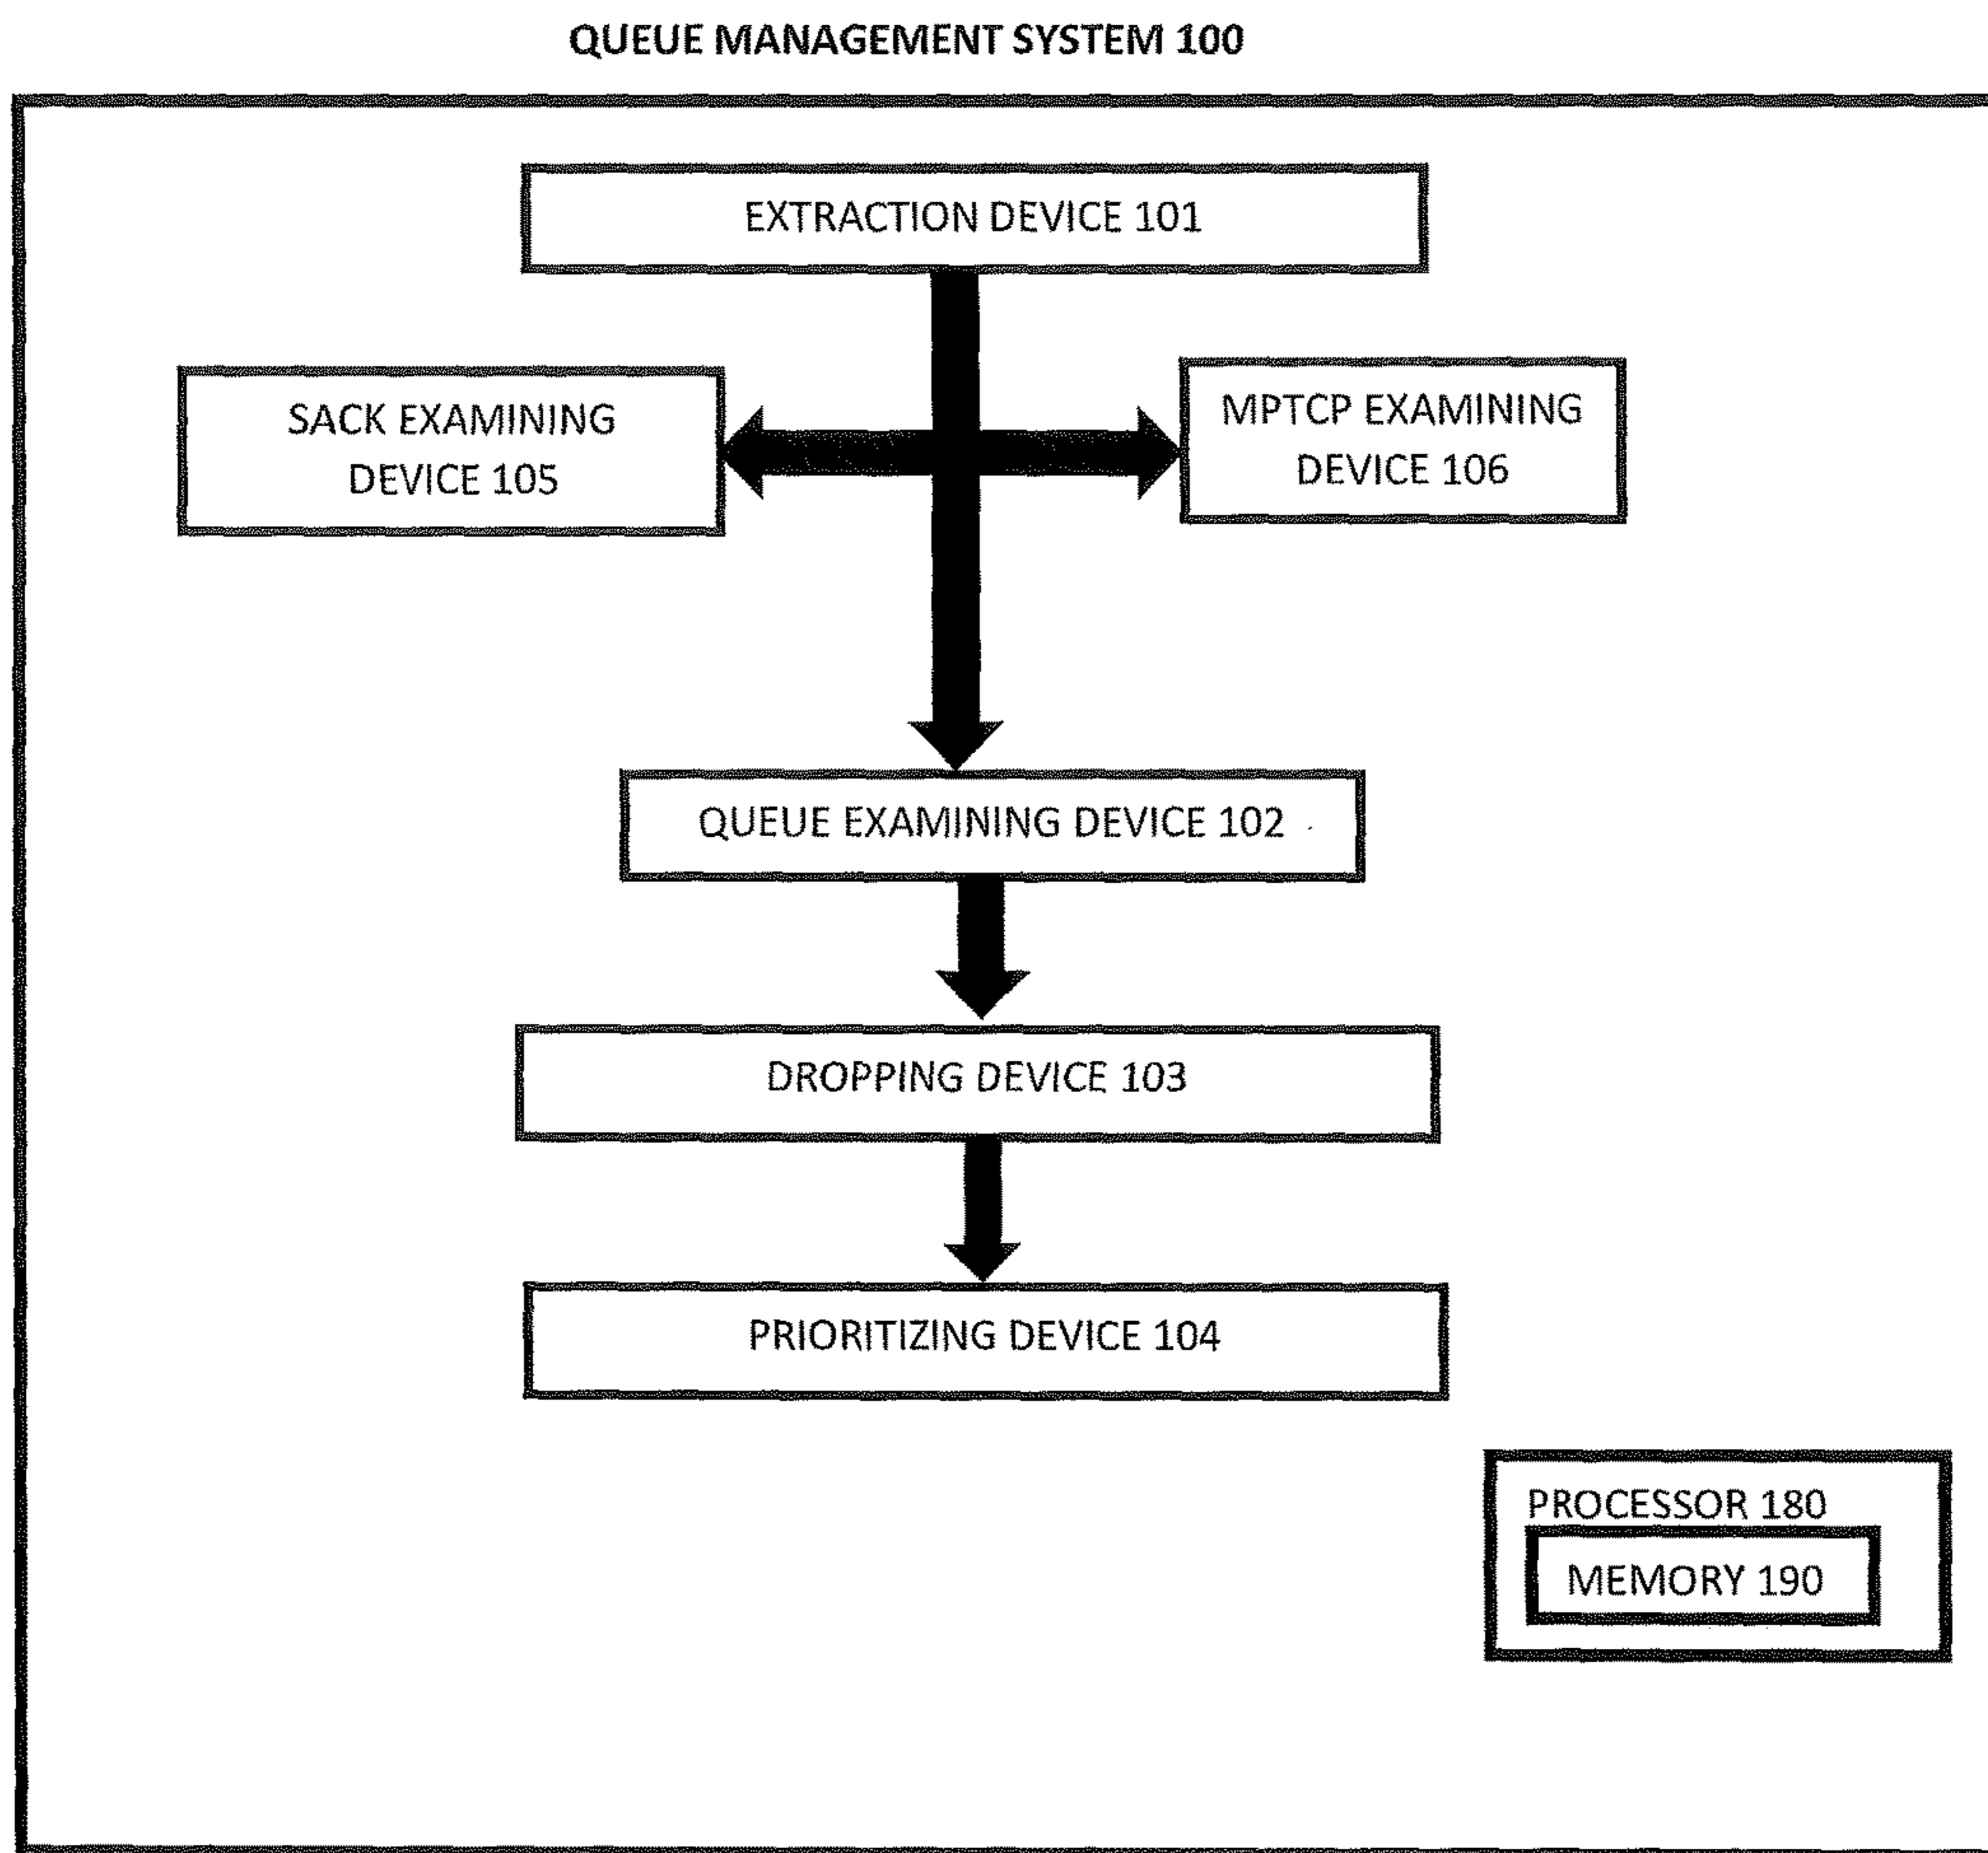 QUEUE MANAGEMENT SYSTEM 100
EXTRACTION DEVICE 101
SACK EXAMINING
DEVICE 105
MPTCP EXAMINING
DEVICE 106
QUEUE EXAMINING DEVICE 102
DROPPING DEVICE 103
PRIORITIZING DEVICE 104
PROCESSOR 180
MEMORY 190